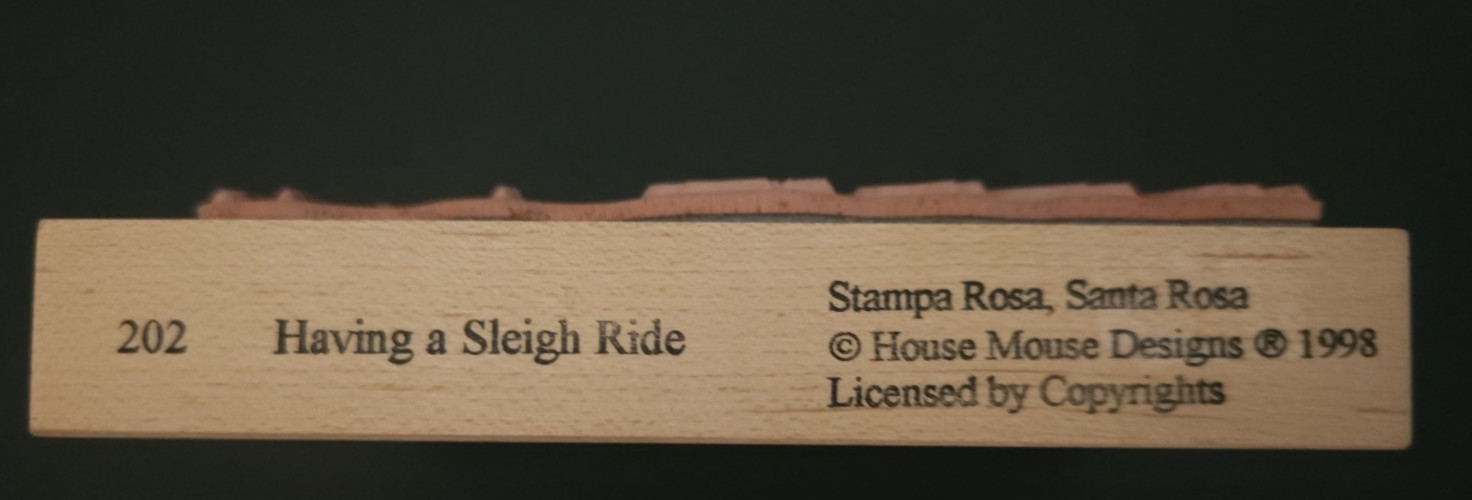 202 Having a Sleigh Ride
Stampa Rosa, Santa Rosa
© House Mouse Designs ® 1998
Licensed by Copyrights